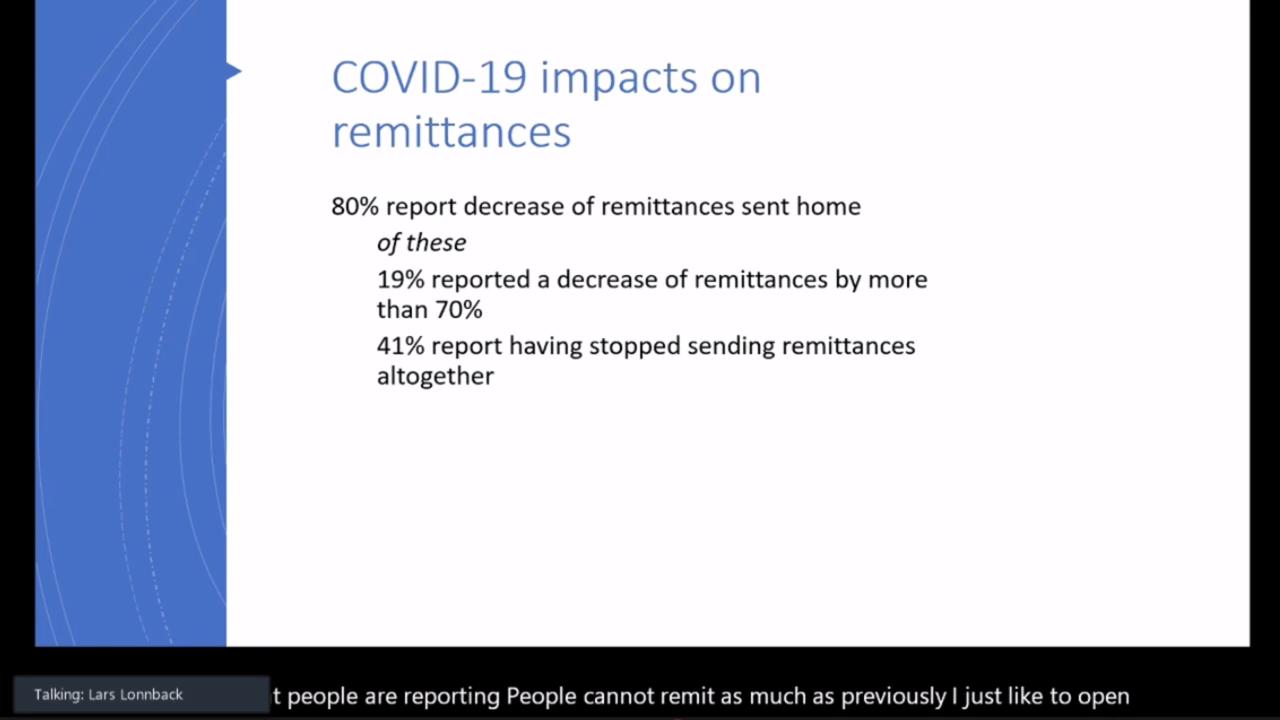 COVID-19 impacts on
remittances
80% report decrease of remittances sent home
of these
19% reported a decrease of remittances by more
than 70%
41% report having stopped sending remittances
altogether
Talking: Lars Lonnback
people are reporting People cannot remit as much as previously I just like to open